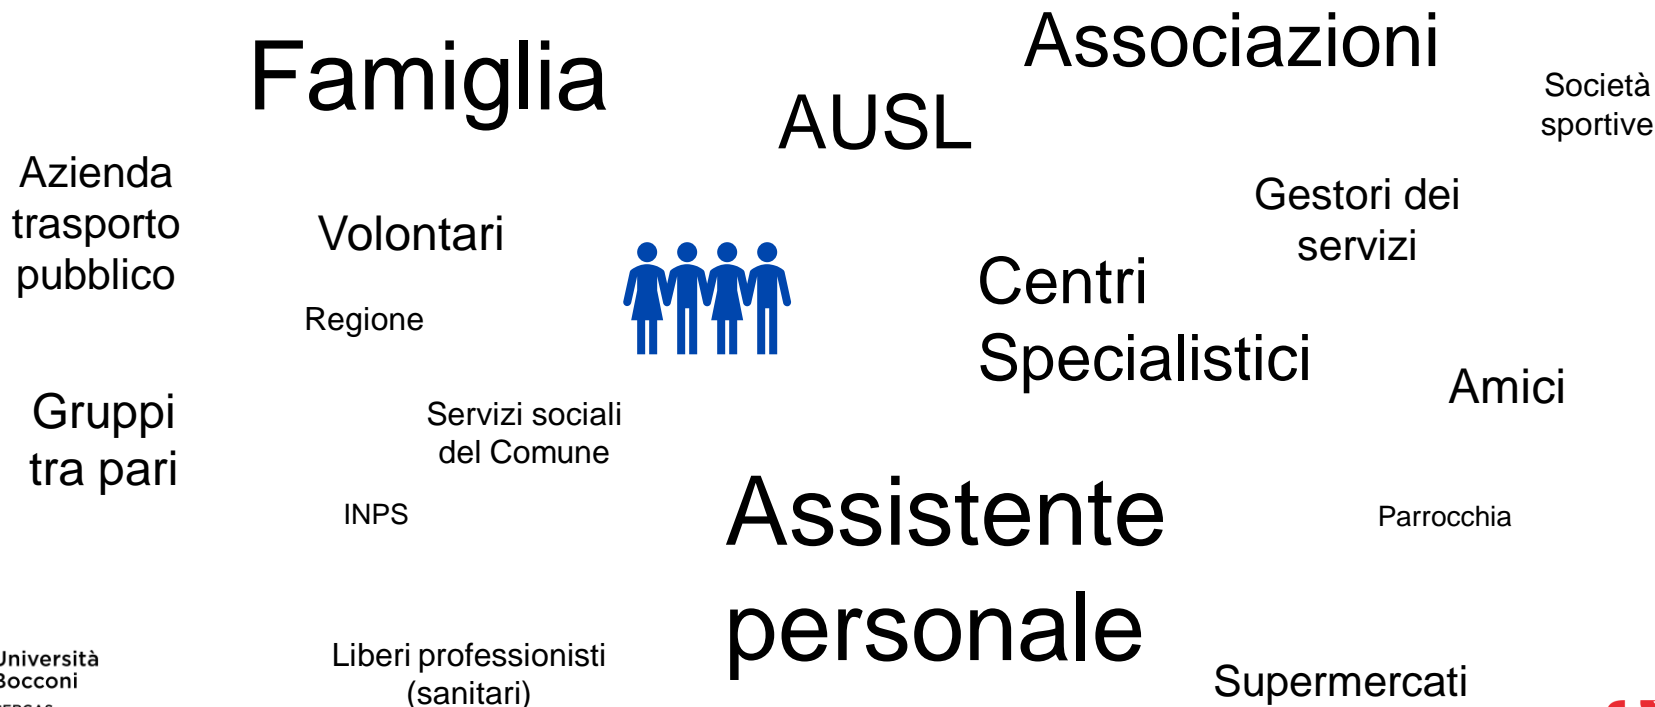 Famiglia
Associazioni
AUSL
Società
sportive
Azienda
trasporto
pubblico
Volontari
Gestori dei
servizi
Centri
Specialistici
Regione
Amici
Gruppi
tra pari
Servizi sociali
del Comune
INPS
Assistente
personale
Parrocchia
Liberi professionisti
(sanitari)
Supermercati
Università
Bocconi